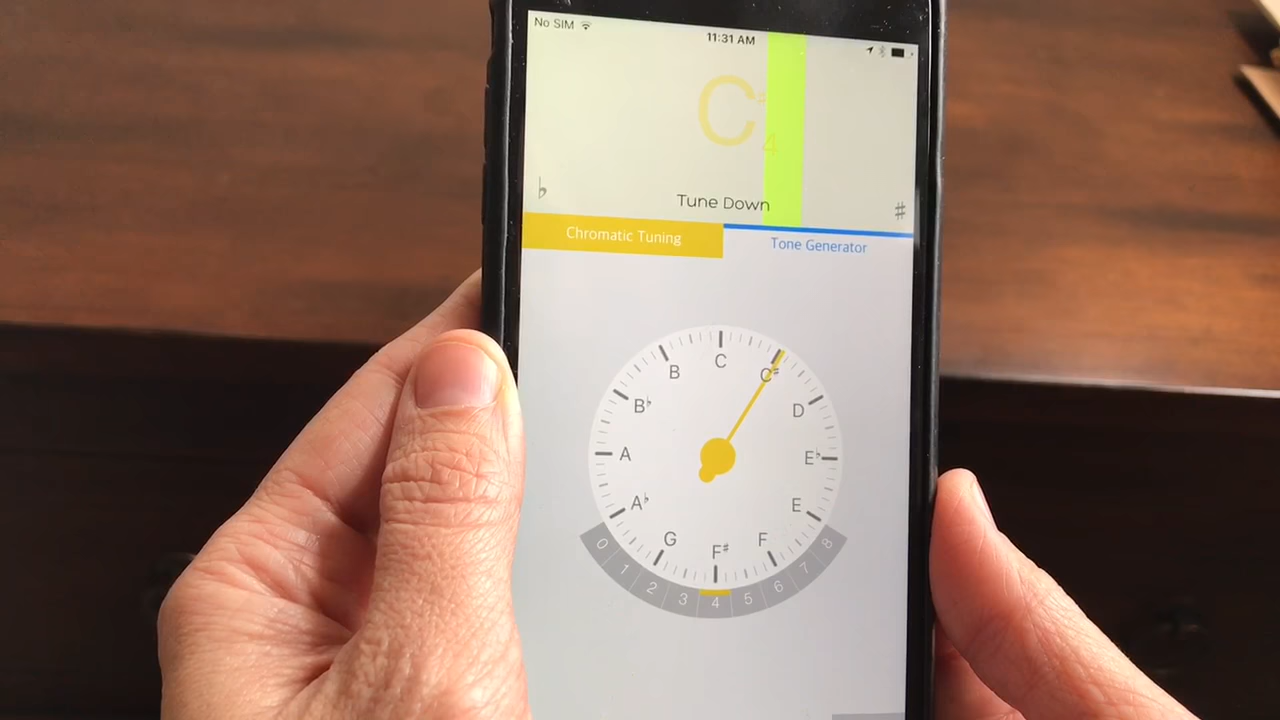 No SIM
11:31 AM
C♯4
♭
Tune Down
♯
Chromatic Tuning
Tone Generator
C
C♯
D
E♭
E
F
F♯
G
A♭
A
B♭
B
0 1 2 3 4 5 6 7 8